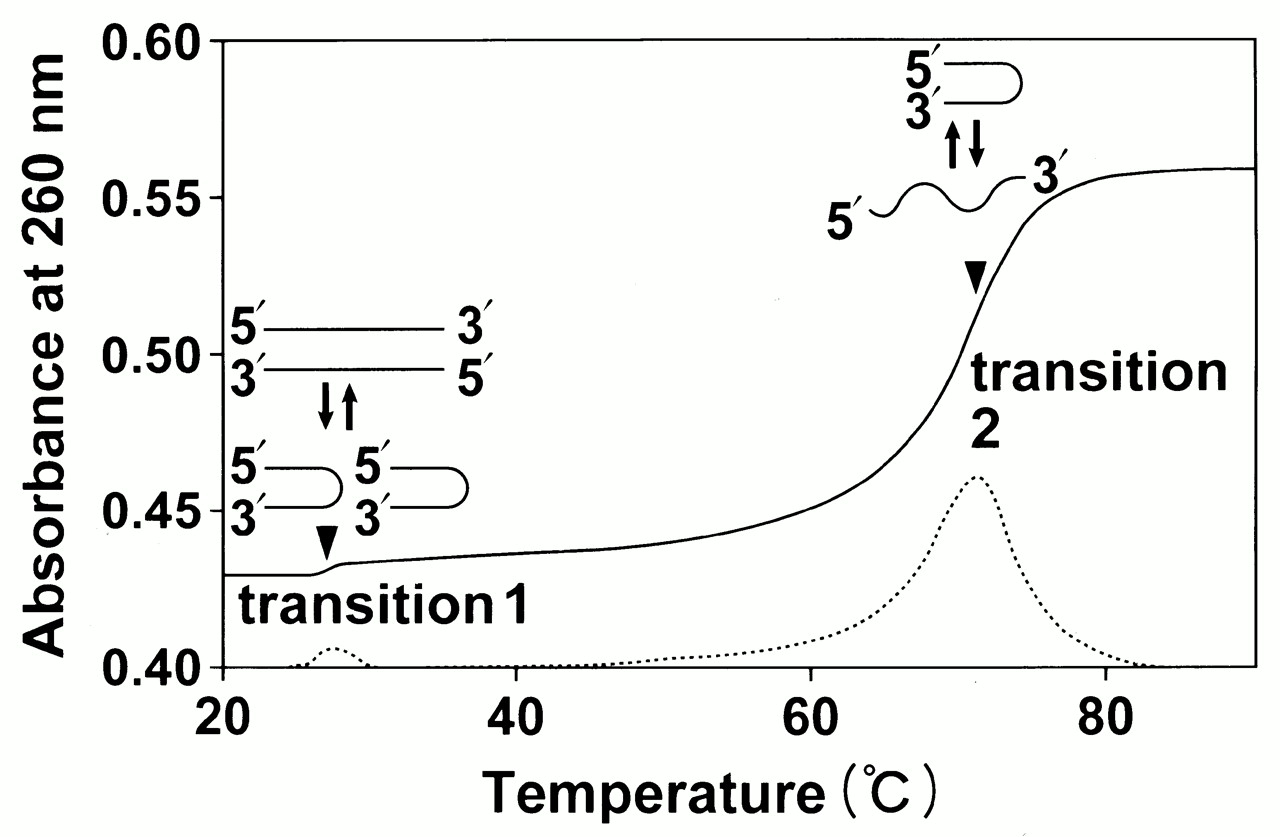 Absorbance at 260 nm
0.60
0.55
0.50
0.45
0.40
5′
3′
5′ 3′
5′ 3′
3′ 5′
5′ 5′
3′ 3′
transition 1
transition
2
20 40 60 80
Temperature (℃)